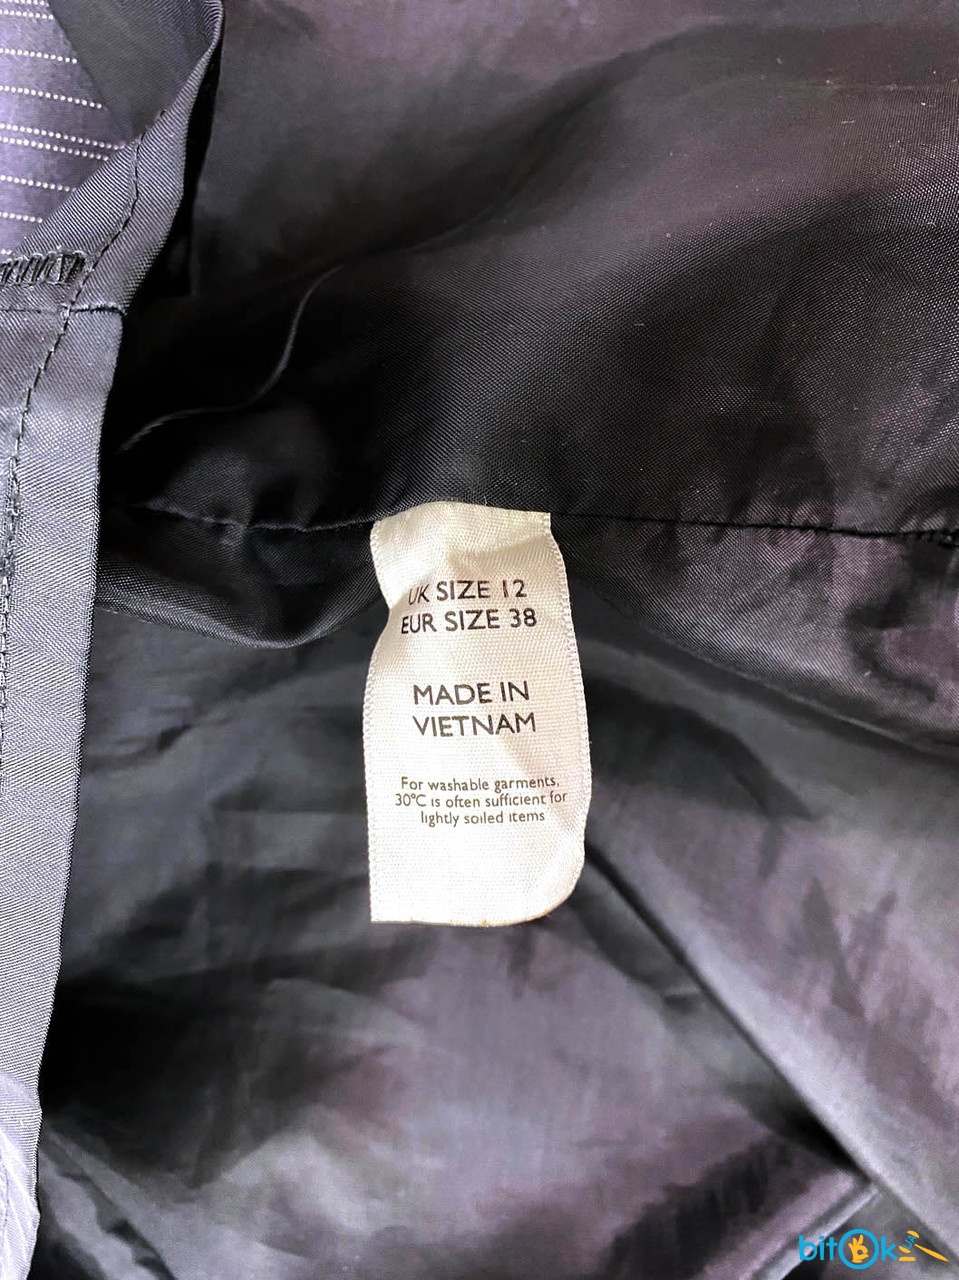 UK SIZE 12
EUR SIZE 38
MADE IN
VIETNAM
For washable garments,
30°C is often sufficient for
lightly soiled items
bitOk